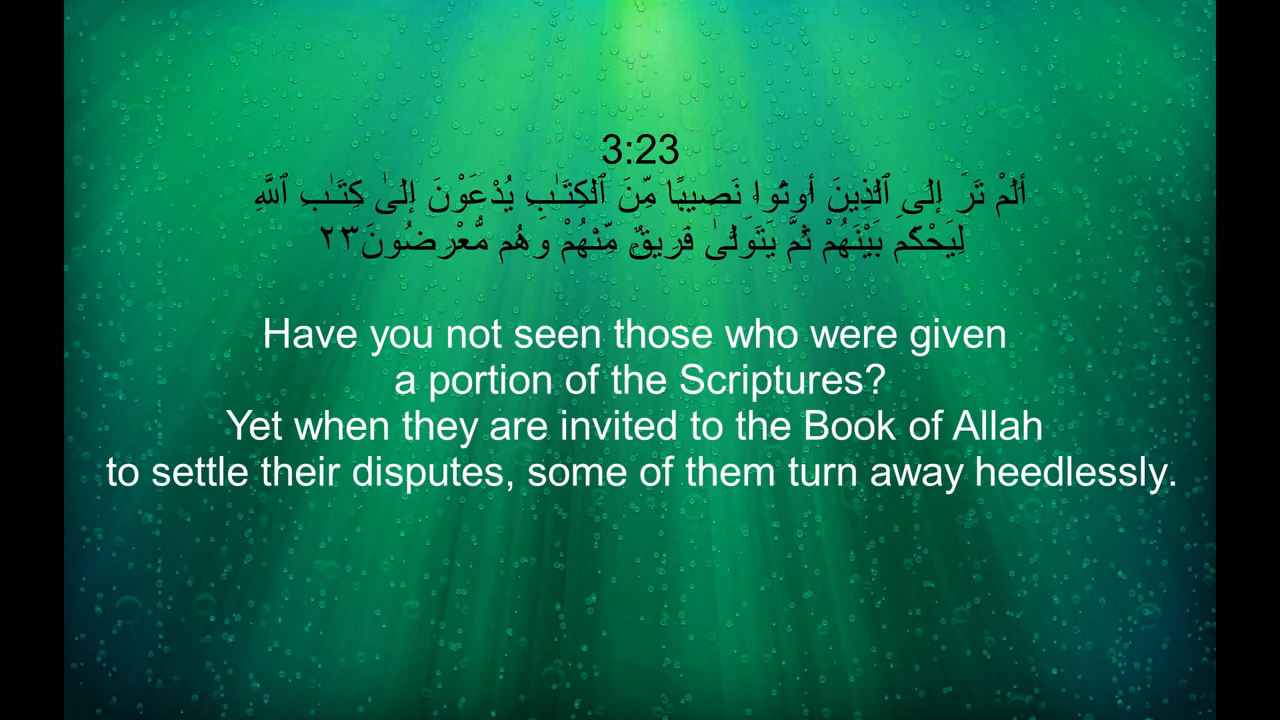 3:23
أَلَمْ تَرَ إِلَى ٱلَّذِينَ أُوتُوا۟ نَصِيبًا مِّنَ ٱلْكِتَـٰبِ يُدْعَوْنَ إِلَىٰ كِتَـٰبِ ٱللَّهِ
لِيَحْكُمَ بَيْنَهُمْ ثُمَّ يَتَوَلَّىٰ فَرِيقٌ مِّنْهُمْ وَهُم مُّعْرِضُونَ٢٣
Have you not seen those who were given
a portion of the Scriptures?
Yet when they are invited to the Book of Allah
to settle their disputes, some of them turn away heedlessly.